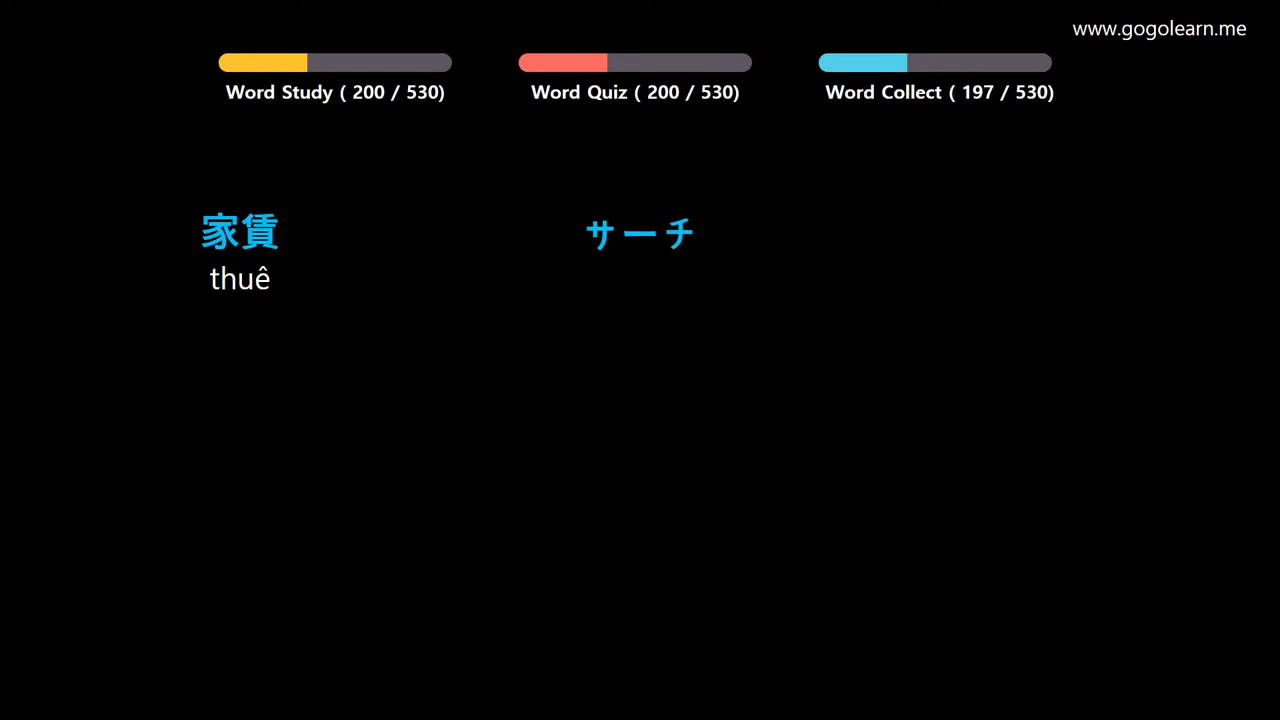 www.gogolearn.me
Word Study ( 200 / 530)
Word Quiz ( 200 / 530)
Word Collect ( 197 / 530)
家賃
サーチ
thuê